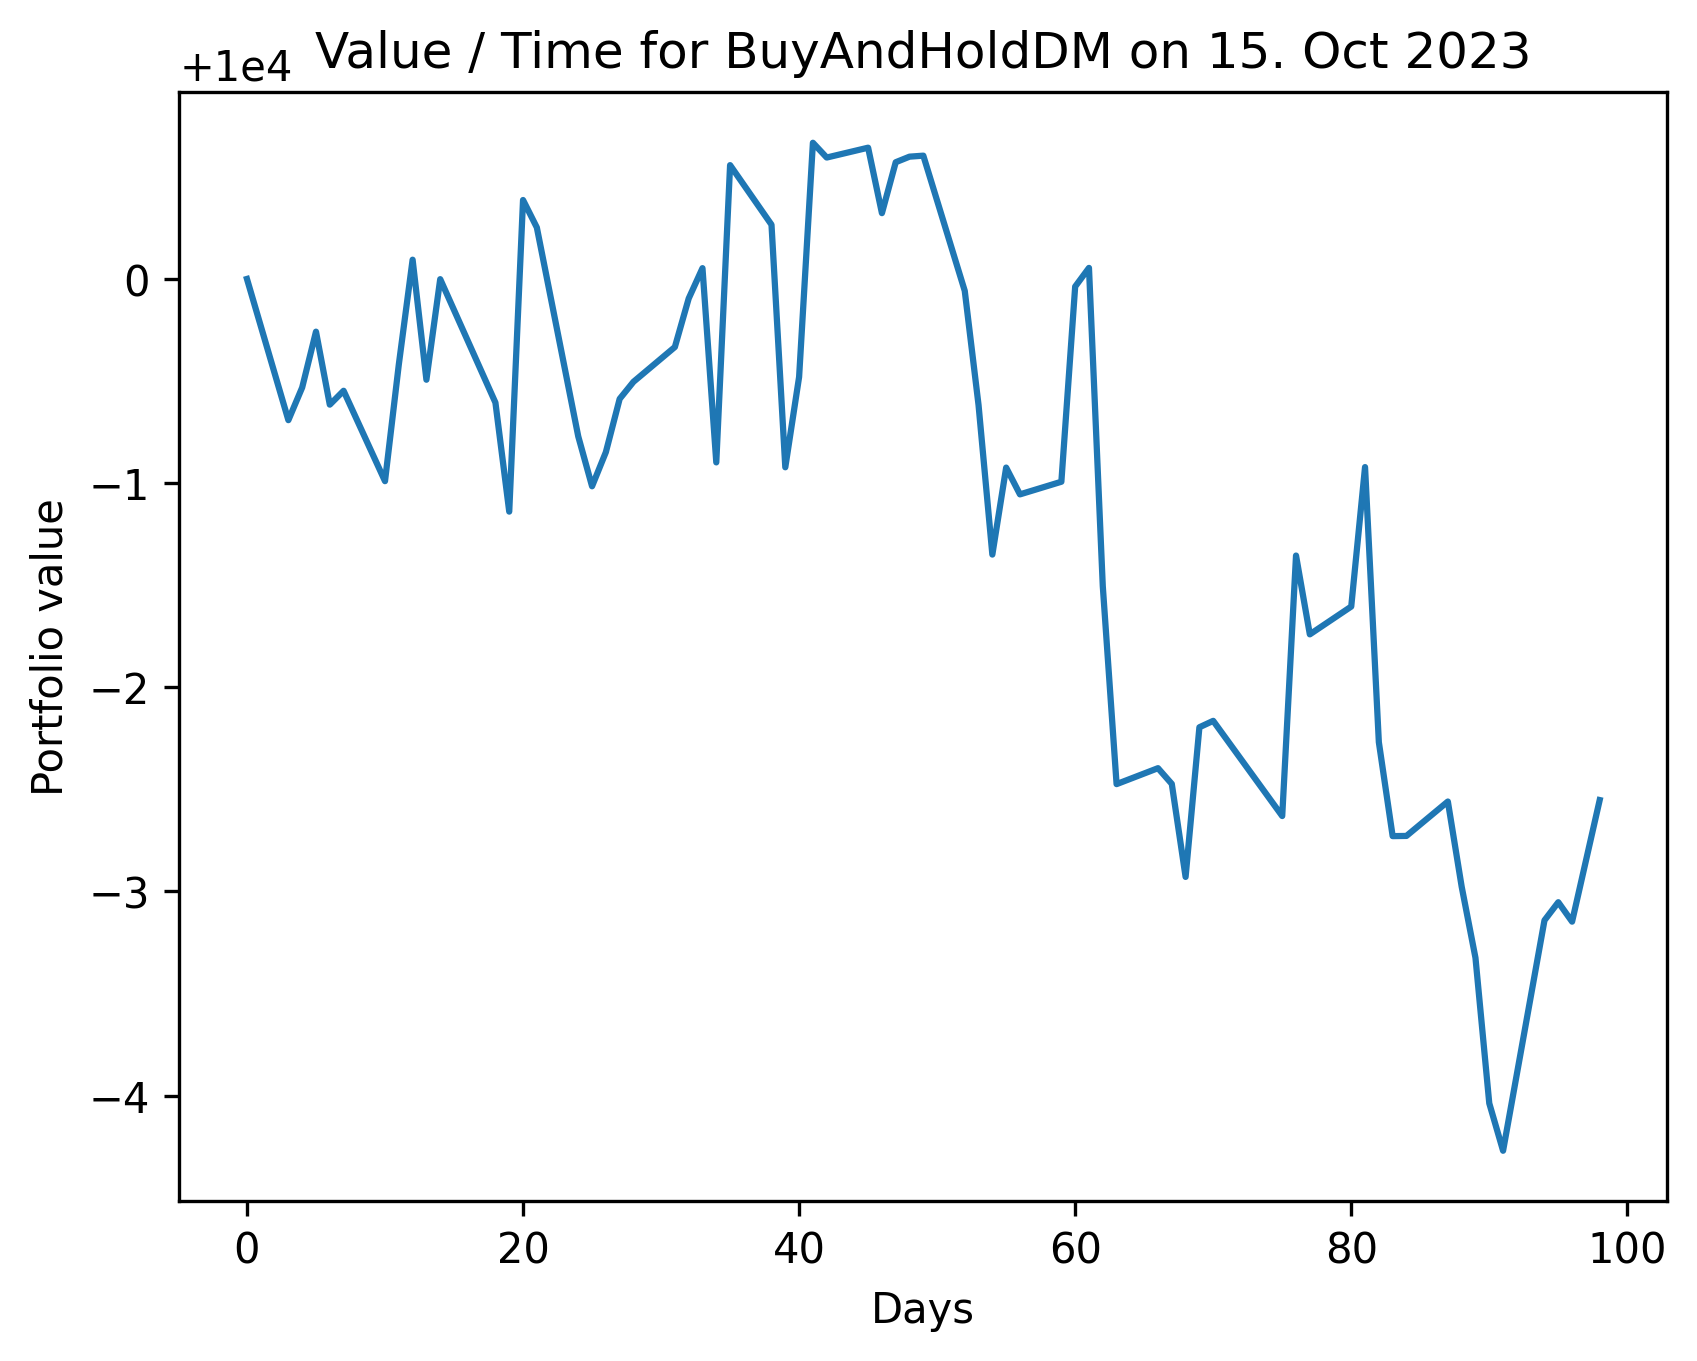 Value / Time for BuyAndHoldDM on 15. Oct 2023
+1e4
0
−1
−2
−3
−4
Portfolio value
0 20 40 60 80 100
Days